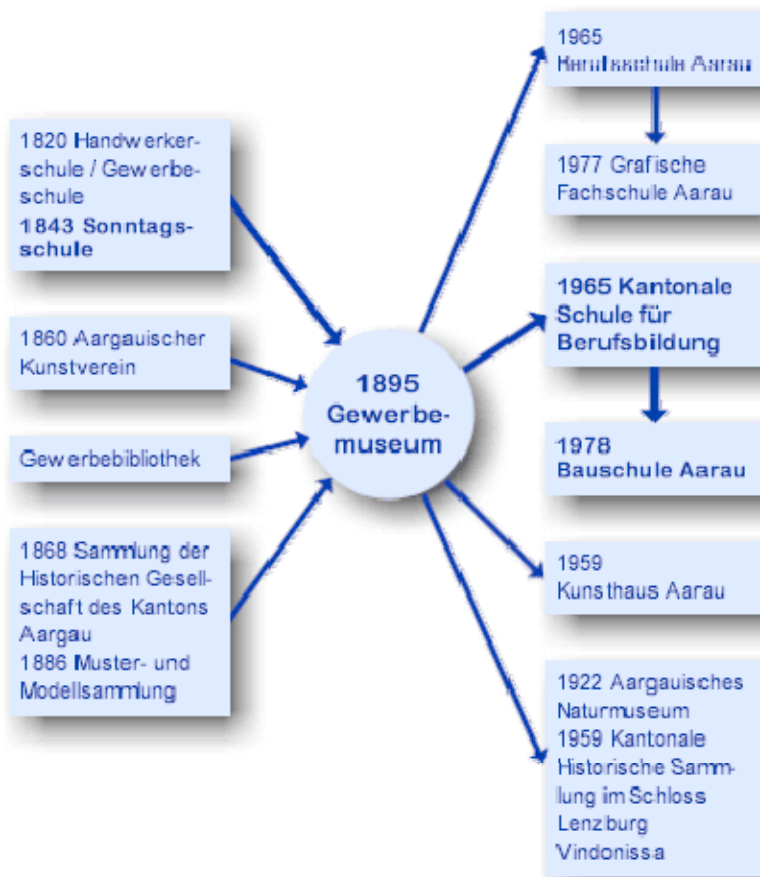 1820 Handwerker-
schule / Gewerbe-
schule
1843 Sonntags-
schule
1860 Aargauischer
Kunstverein
Gewerbebibliothek
1868 Sammlung der
Historischen Gesell-
schaft des Kantons
Aargau
1886 Muster- und
Modellsammlung
1895
Gewerbe-
museum
1965
Berufsschule Aarau
1977 Grafische
Fachschule Aarau
1965 Kantonale
Schule für
Berufsbildung
1978
Bauschule Aarau
1959
Kunsthaus Aarau
1922 Aargauisches
Naturmuseum
1959 Kantonale
Historische Samm-
lung im Schloss
Lenzburg
Vindonissa